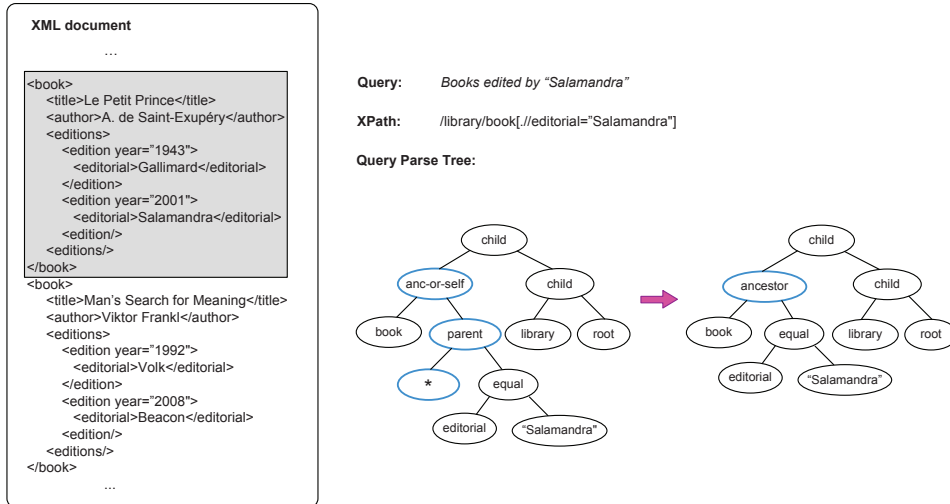 XML document
...
<book>
<title>Le Petit Prince</title>
<author>A. de Saint-Exupéry</author>
<editions>
<edition year="1943">
<editorial>Gallimard</editorial>
</edition>
<edition year="2001">
<editorial>Salamandra</editorial>
<edition/>
<editions/>
</book>
<book>
<title>Man's Search for Meaning</title>
<author>Viktor Frankl</author>
<editions>
<edition year="1992">
<editorial>Volk</editorial>
</edition>
<edition year="2008">
<editorial>Beacon</editorial>
<edition/>
<editions/>
</book>
...
Query: Books edited by "Salamandra"
XPath: /library/book[.//editorial="Salamandra"]
Query Parse Tree:
child
anc-or-self child
book parent library root
* equal
editorial "Salamandra"
child
ancestor child
book equal library root
editorial "Salamandra"